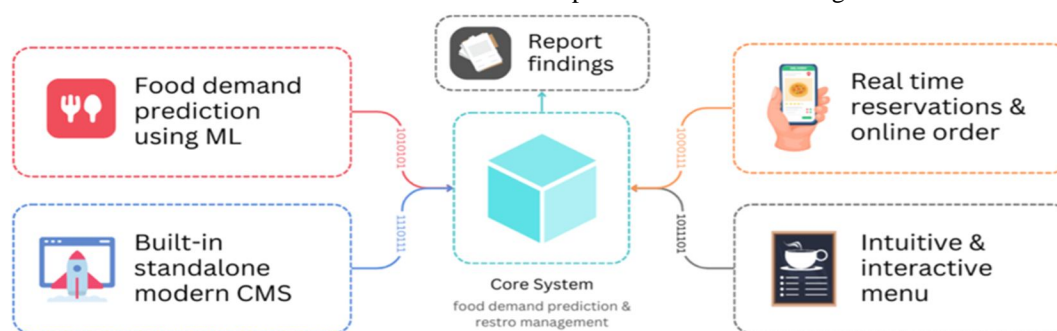 Report
findings
Food demand
prediction
using ML
1010101
Real time
reservations &
online order
1000111
Built-in
standalone
modern CMS
1110111
Core System
food demand prediction &
restro management
1011101
Intuitive &
interactive
menu